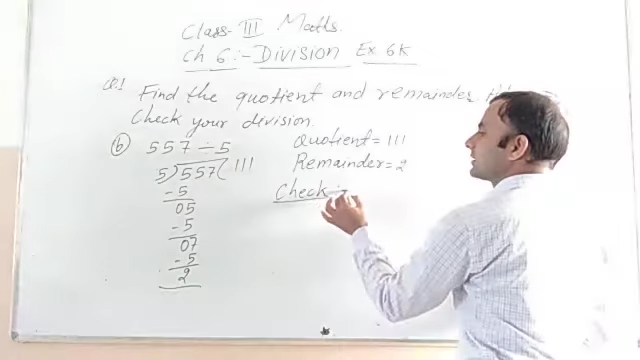 Class- III Maths.
Ch 6:- Division Ex 6K
Q.1 Find the quotient and remainder
Check your division.
(b) 557 ÷ 5
Quotient = 111
5)557(111
Remainder = 2
-5
Check :-
05
-5
07
-5
2